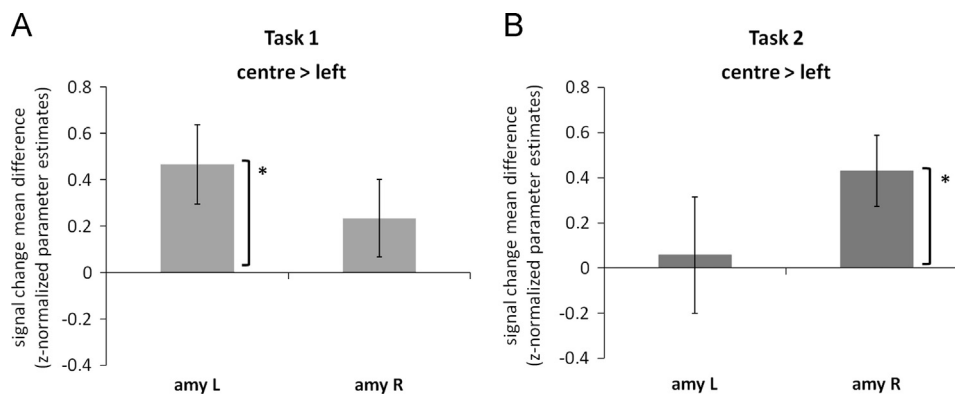 A
Task 1
centre > left
signal change mean difference
(z-normalized parameter estimates)
0.8
0.6
0.4
0.2
0
-0.2
-0.4
*
amy L
amy R
B
Task 2
centre > left
signal change mean difference
(z-normalized parameter estimates)
0.8
0.6
0.4
0.2
0
-0.2
-0.4
*
amy L
amy R